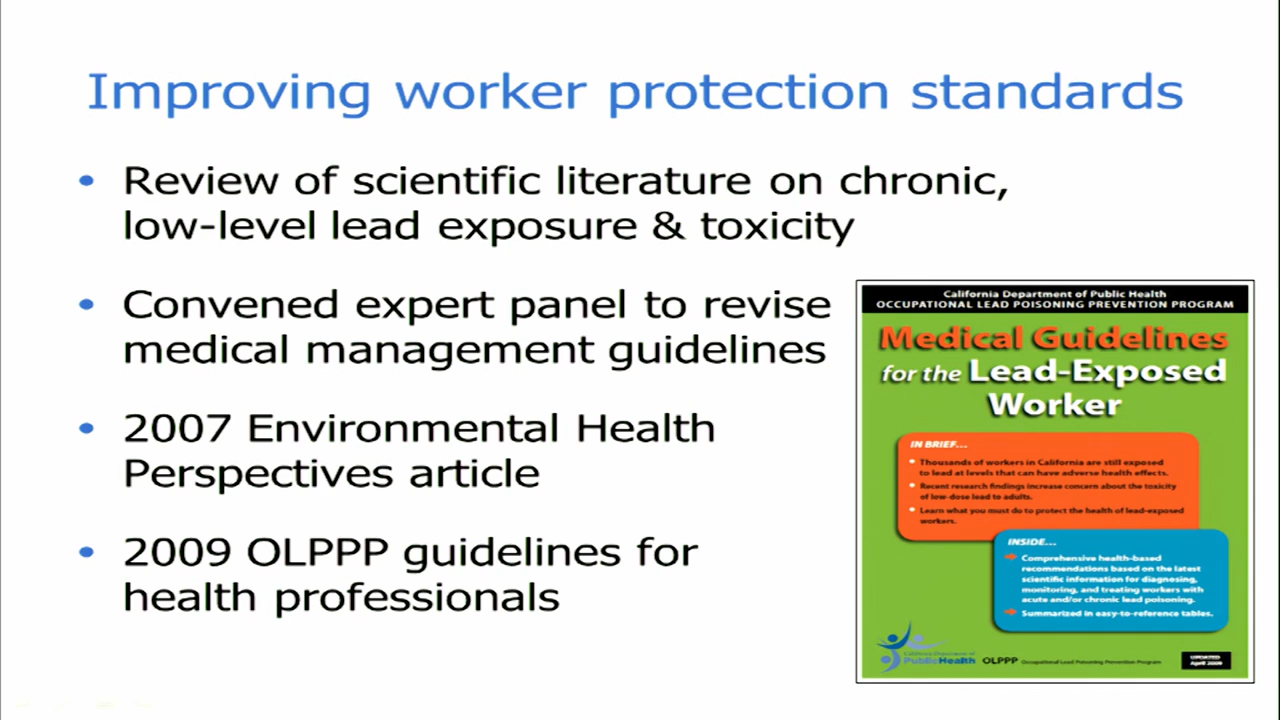 Improving worker protection standards
• Review of scientific literature on chronic,
low-level lead exposure & toxicity
• Convened expert panel to revise
medical management guidelines
• 2007 Environmental Health
Perspectives article
• 2009 OLPPP guidelines for
health professionals
California Department of Public Health
OCCUPATIONAL LEAD POISONING PREVENTION PROGRAM
Medical Guidelines
for the Lead-Exposed
Worker
IN BRIEF...
• Thousands of workers in California are still exposed
to lead at levels that can have adverse health effects.
• Recent research findings increase concern about the toxicity
of low-dose lead to adults.
• Learn what you must do to protect the health of lead-exposed
workers.
INSIDE...
Comprehensive health-based
recommendations based on the latest
scientific information for diagnosing,
monitoring, and treating workers with
acute and/or chronic lead poisoning.
Summarized in easy-to-reference tables.
California Department of
PublicHealth
OLPPP Occupational Lead Poisoning Prevention Program
UPDATED
April 2009